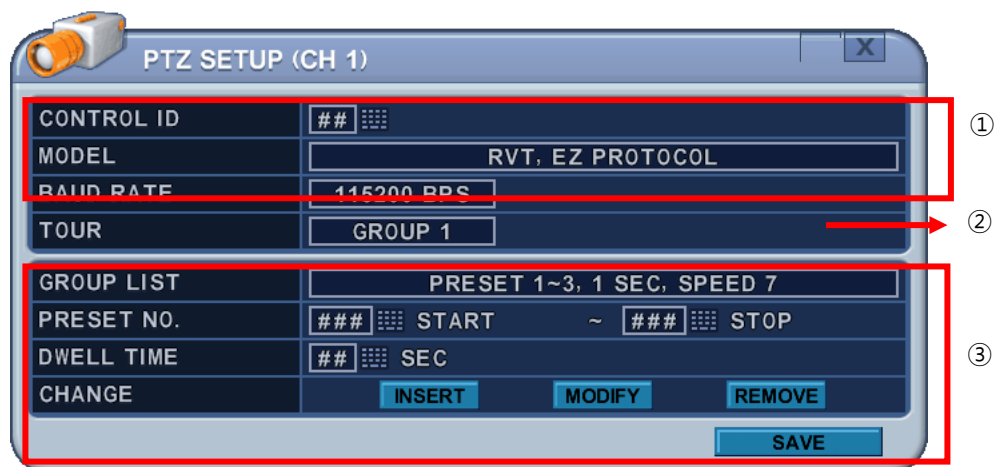 PTZ SETUP (CH 1) X
CONTROL ID ##
①
MODEL RVT, EZ PROTOCOL
BAUD RATE 115200 BPS
TOUR GROUP 1
②
GROUP LIST PRESET 1~3, 1 SEC, SPEED 7
PRESET NO. ### START ~ ### STOP
DWELL TIME ## SEC
③
CHANGE INSERT MODIFY REMOVE
SAVE